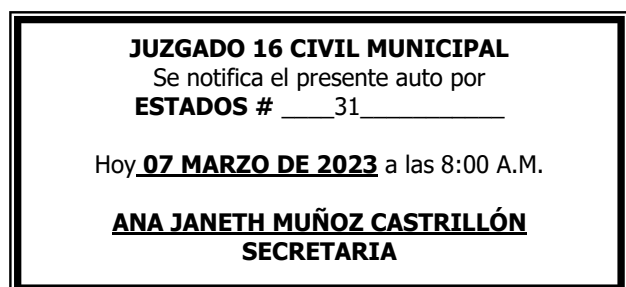 JUZGADO 16 CIVIL MUNICIPAL
Se notifica el presente auto por
ESTADOS # ____31___________
Hoy 07 MARZO DE 2023 a las 8:00 A.M.
ANA JANETH MUÑOZ CASTRILLÓN
SECRETARIA